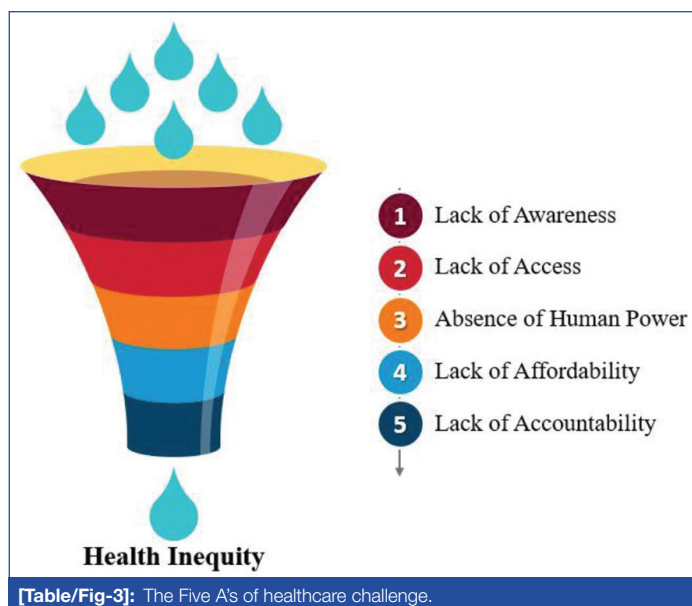 1 Lack of Awareness
2 Lack of Access
3 Absence of Human Power
4 Lack of Affordability
5 Lack of Accountability
Health Inequity
[Table/Fig-3]: The Five A's of healthcare challenge.